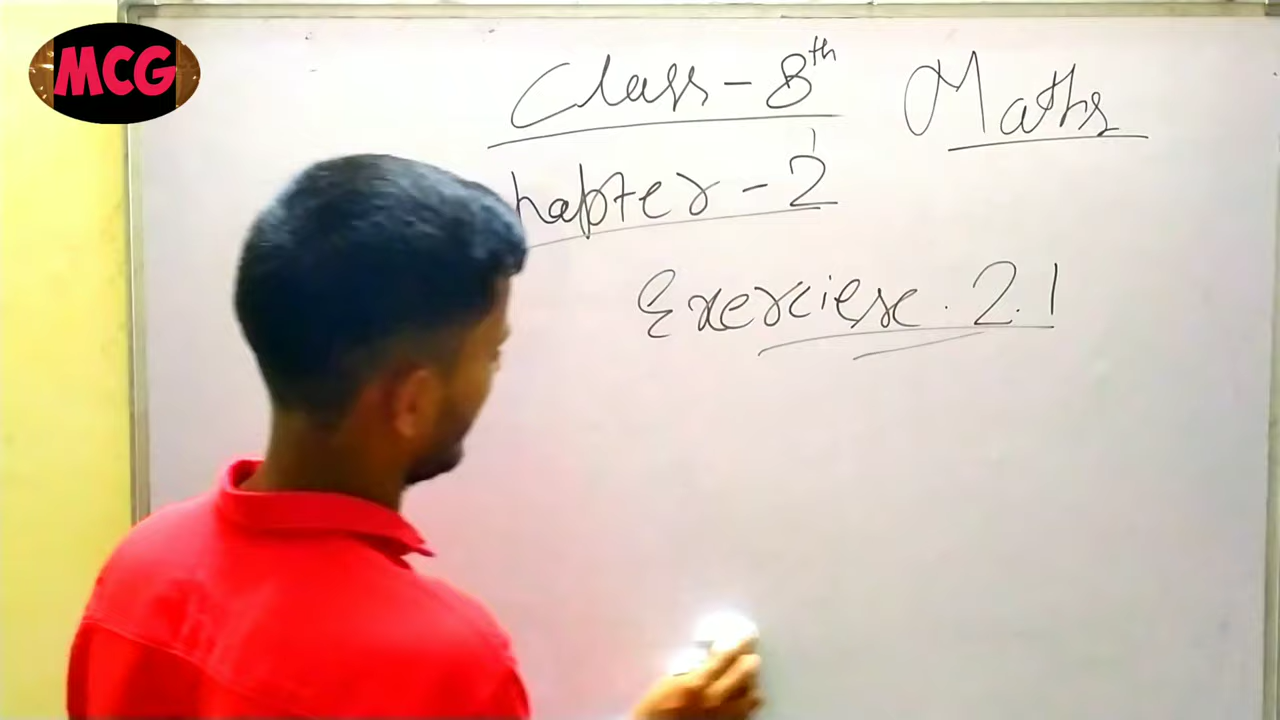 MCG
Class - 8th Maths
hapter - 2
Exerciese. 2.1